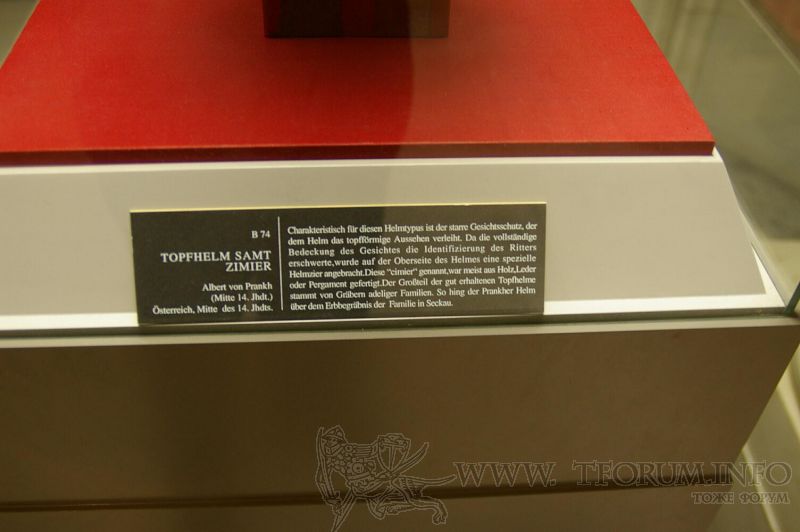 B 74
TOPFHELM SAMT
ZIMIER
Albert von Prankh
(Mitte 14. Jhdt.)
Österreich, Mitte des 14. Jhdts.
Charakteristisch für diesen Helmtypus ist der starre Gesichtsschutz, der
dem Helm das topfförmige Aussehen verleiht. Da die vollständige
Bedeckung des Gesichtes die Identifizierung des Ritters
erschwerte,wurde auf der Oberseite des Helmes eine spezielle
Helmzier angebracht.Diese "cimier" genannt,war meist aus Holz,Leder
oder Pergament gefertigt.Der Großteil der gut erhaltenen Topfhelme
stammt von Gräbern adeliger Familien. So hing der Prankher Helm
über dem Erbbegräbnis der Familie in Seckau.
WWW. TFORUM.INFO
ТОЖЕ ФОРУМ